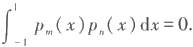 ∫_{-1}^{1} p_m(x)p_n(x)dx=0.